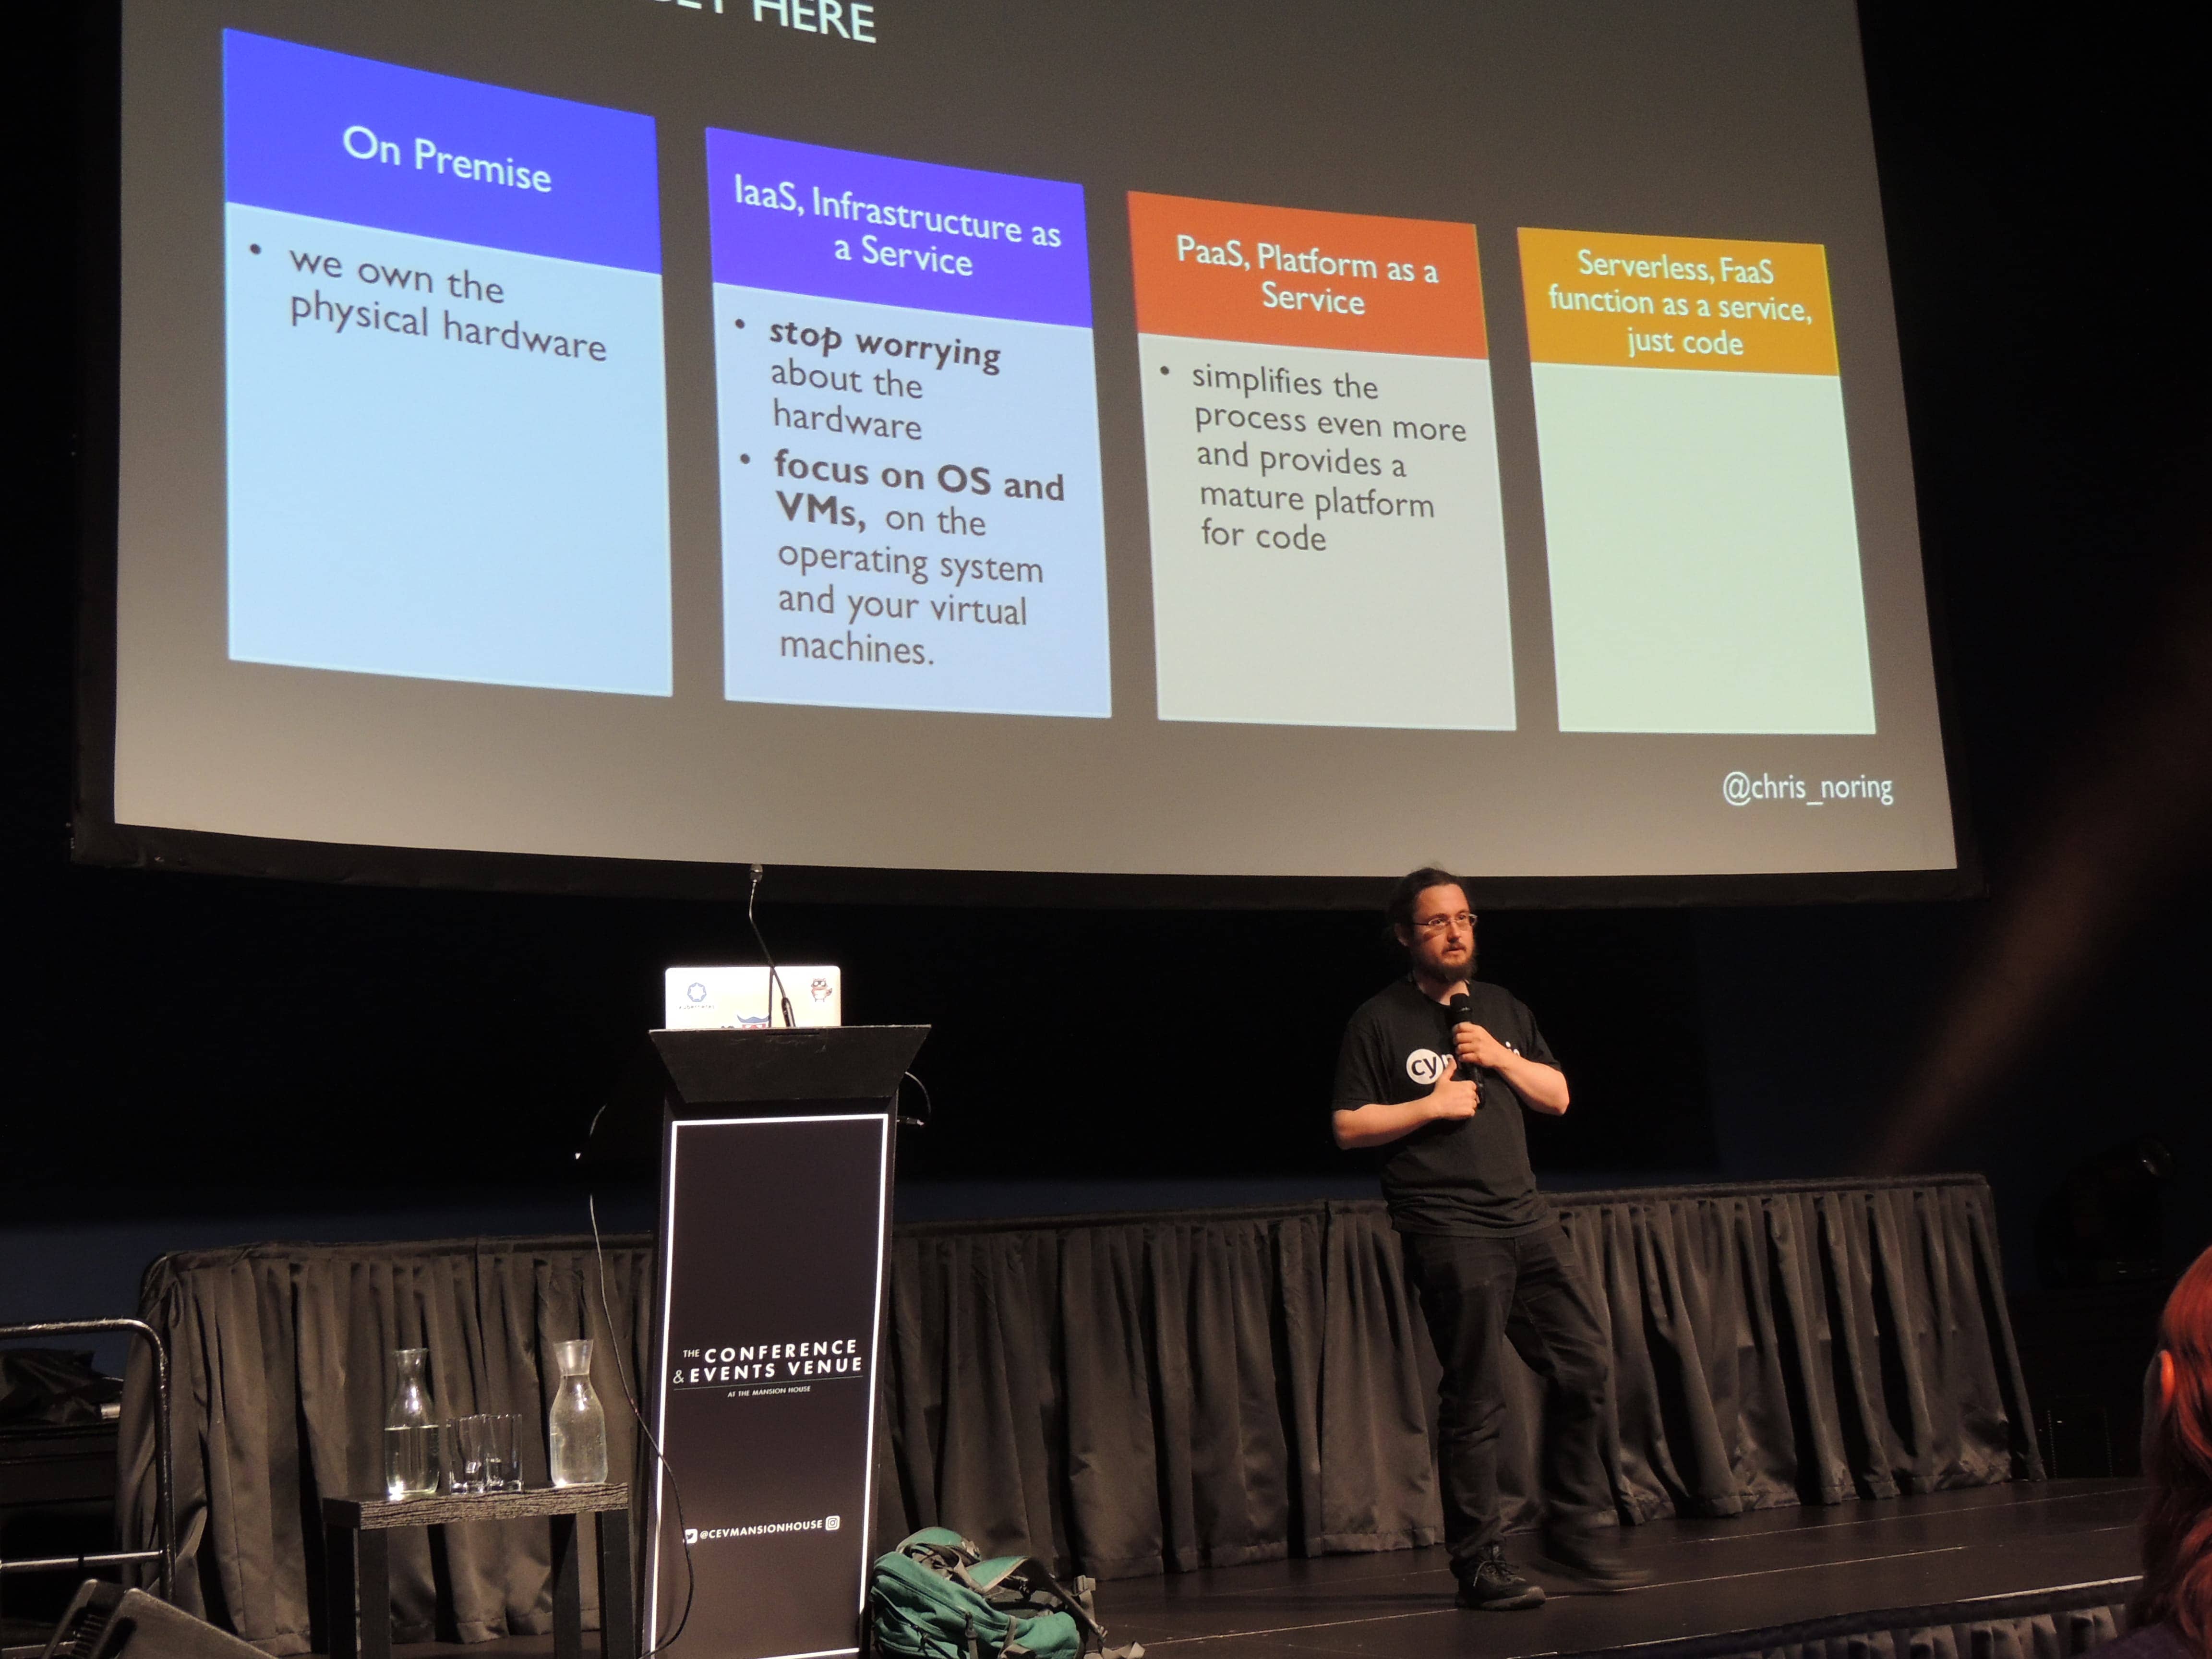 HERE
On Premise
• we own the
physical hardware
IaaS, Infrastructure as
a Service
• stop worrying
about the
hardware
• focus on OS and
VMs, on the
operating system
and your virtual
machines.
PaaS, Platform as a
Service
• simplifies the
process even more
and provides a
mature platform
for code
Serverless, FaaS
function as a service,
just code
@chris_noring
kubernetes
cy
THE CONFERENCE
& EVENTS VENUE
AT THE MANSION HOUSE
@CEVMANSIONHOUSE